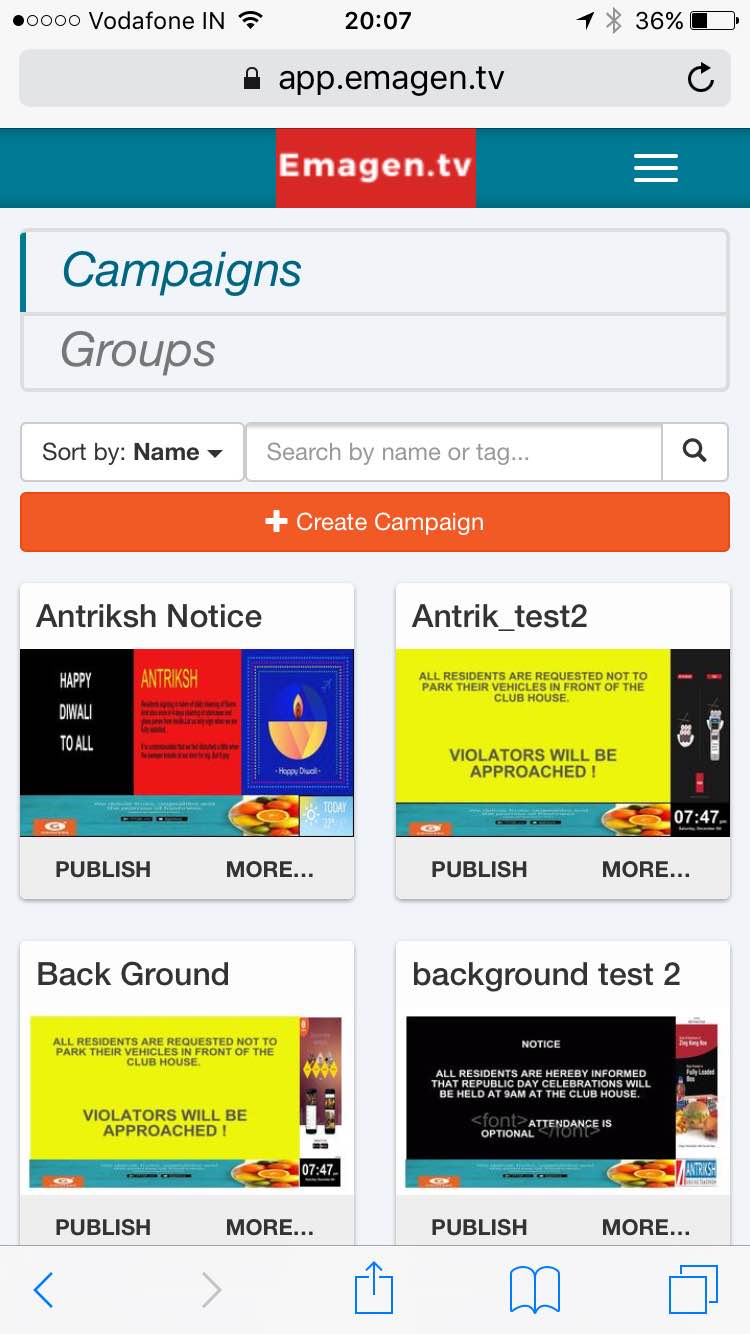 Vodafone IN 20:07 36%
app.emagen.tv
Emagen.tv
Campaigns
Groups
Sort by: Name Search by name or tag...
Create Campaign
Antriksh Notice
HAPPY
DIWALI
TO ALL
ANTRIKSH
- Happy Diwali -
TODAY
PUBLISH MORE...
Antrik_test2
ALL RESIDENTS ARE REQUESTED NOT TO
PARK THEIR VEHICLES IN FRONT OF THE
CLUB HOUSE.
VIOLATORS WILL BE
APPROACHED !
07:47 pm
PUBLISH MORE...
Back Ground
ALL RESIDENTS ARE REQUESTED NOT TO
PARK THEIR VEHICLES IN FRONT OF THE
CLUB HOUSE.
VIOLATORS WILL BE
APPROACHED !
07:47
PUBLISH MORE...
background test 2
NOTICE
ALL RESIDENTS ARE HEREBY INFORMED
THAT REPUBLIC DAY CELEBRATIONS WILL
BE HELD AT 9AM AT THE CLUB HOUSE.
<font>ATTENDANCE IS
OPTIONAL </font>
Fully Loaded
Box
ANTRIKSH
PUBLISH MORE...